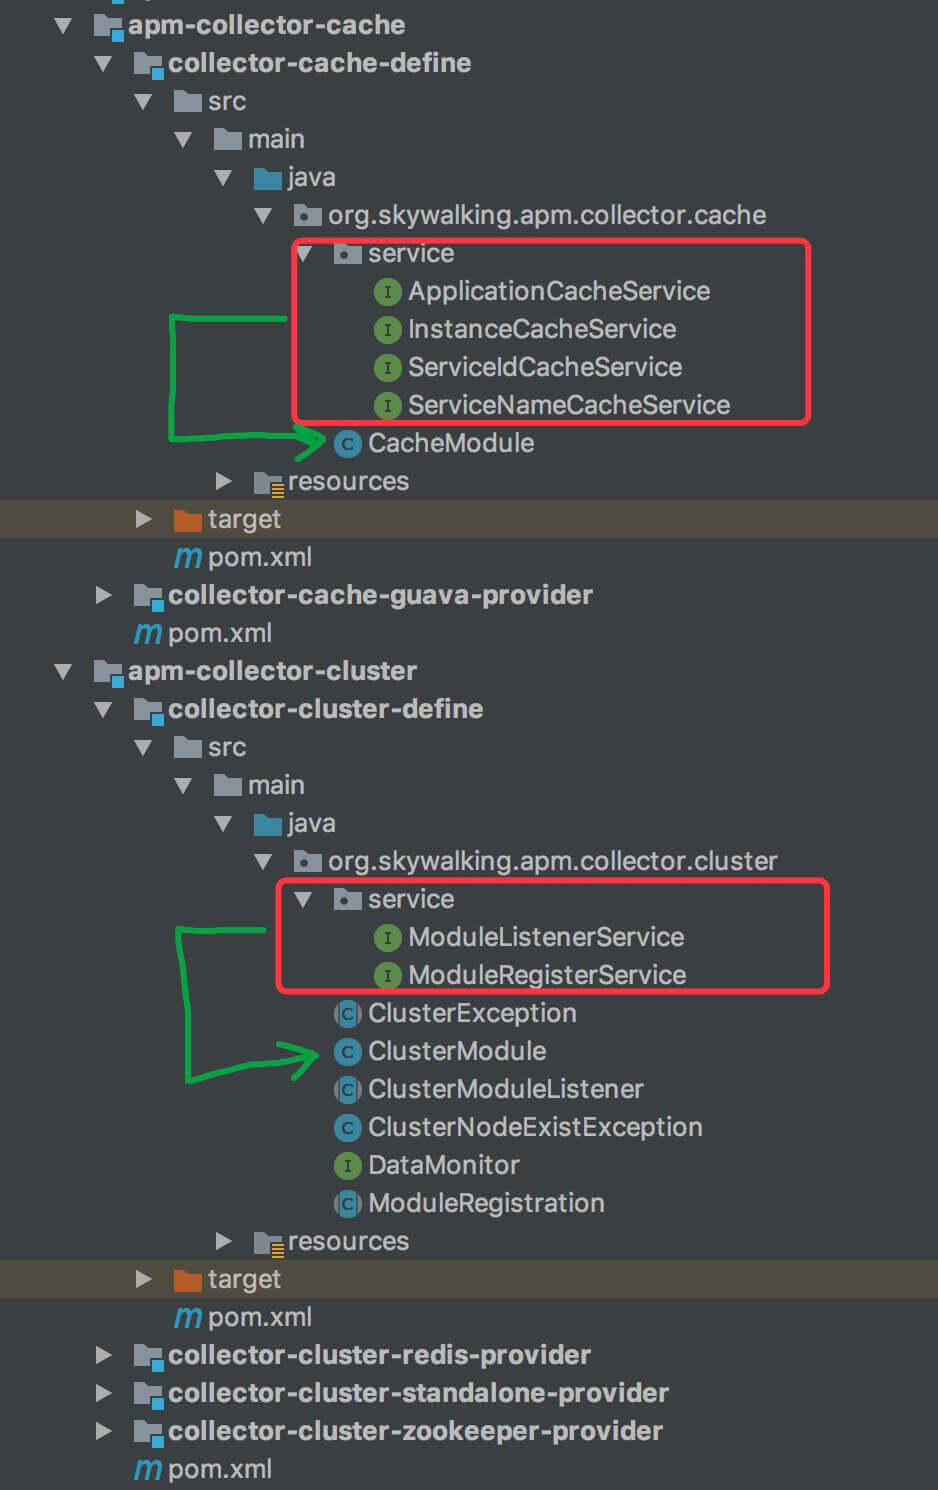 apm-collector-cache
collector-cache-define
src
main
java
org.skywalking.apm.collector.cache
service
I ApplicationCacheService
I InstanceCacheService
I ServiceIdCacheService
I ServiceNameCacheService
C CacheModule
resources
target
m pom.xml
collector-cache-guava-provider
m pom.xml
apm-collector-cluster
collector-cluster-define
src
main
java
org.skywalking.apm.collector.cluster
service
I ModuleListenerService
I ModuleRegisterService
C ClusterException
C ClusterModule
C ClusterModuleListener
C ClusterNodeExistException
I DataMonitor
C ModuleRegistration
resources
target
m pom.xml
collector-cluster-redis-provider
collector-cluster-standalone-provider
collector-cluster-zookeeper-provider
m pom.xml